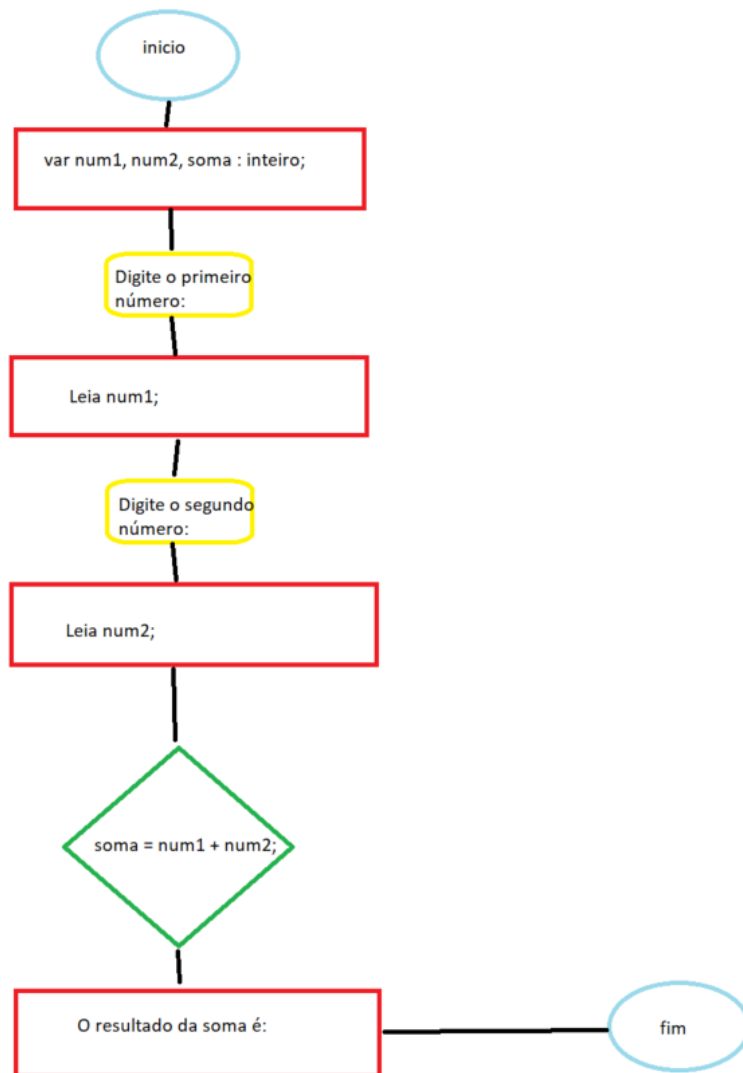 inicio
var num1, num2, soma : inteiro;
Digite o primeiro
número:
Leia num1;
Digite o segundo
número:
Leia num2;
soma = num1 + num2;
O resultado da soma é:
fim